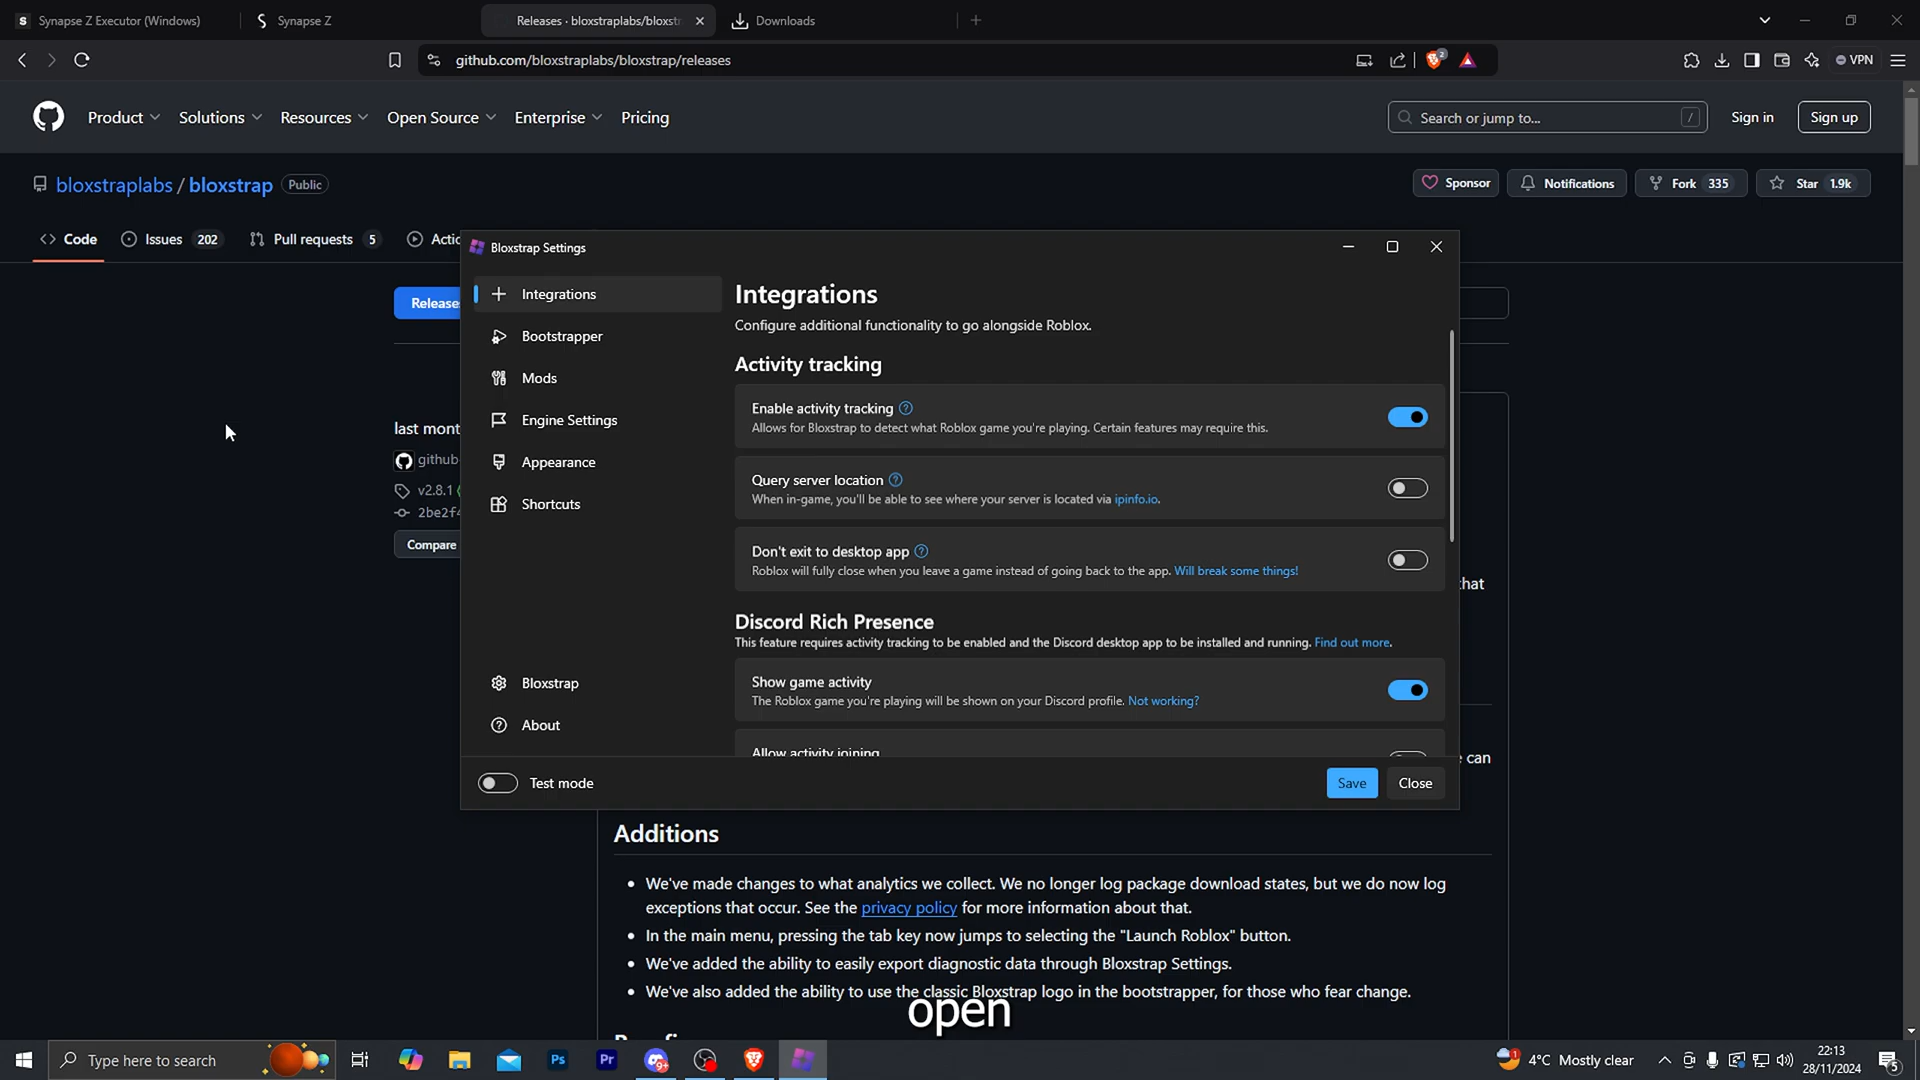 Synapse Z Executor (Windows)
Synapse Z
Releases · bloxstraplabs/bloxst
Downloads
github.com/bloxstraplabs/bloxstrap/releases
2
VPN
Product
Solutions
Resources
Open Source
Enterprise
Pricing
Search or jump to...
/
Sign in
Sign up
bloxstraplabs / bloxstrap Public
Sponsor
Notifications
Fork 335
Star 1.9k
Code
Issues 202
Pull requests 5
Actio
Bloxstrap Settings
Release
Integrations
Bootstrapper
Mods
Engine Settings
Appearance
Shortcuts
Bloxstrap
About
Integrations
Configure additional functionality to go alongside Roblox.
Activity tracking
Enable activity tracking
Allows for Bloxstrap to detect what Roblox game you're playing. Certain features may require this.
Query server location
When in-game, you'll be able to see where your server is located via ipinfo.io.
Don't exit to desktop app
Roblox will fully close when you leave a game instead of going back to the app. Will break some things!
Discord Rich Presence
This feature requires activity tracking to be enabled and the Discord desktop app to be installed and running. Find out more.
Show game activity
The Roblox game you're playing will be shown on your Discord profile. Not working?
Allow activity joining
Test mode
Save
Close
last mont
github
v2.8.1
2be2f4
Compare
that
can
Additions
We've made changes to what analytics we collect. We no longer log package download states, but we do now log
exceptions that occur. See the privacy policy for more information about that.
In the main menu, pressing the tab key now jumps to selecting the "Launch Roblox" button.
We've added the ability to easily export diagnostic data through Bloxstrap Settings.
We've also added the ability to use the classic Bloxstrap logo in the bootstrapper, for those who fear change.
open
Type here to search
Ps
Pr
9+
1
4°C Mostly clear
22:13
28/11/2024
5